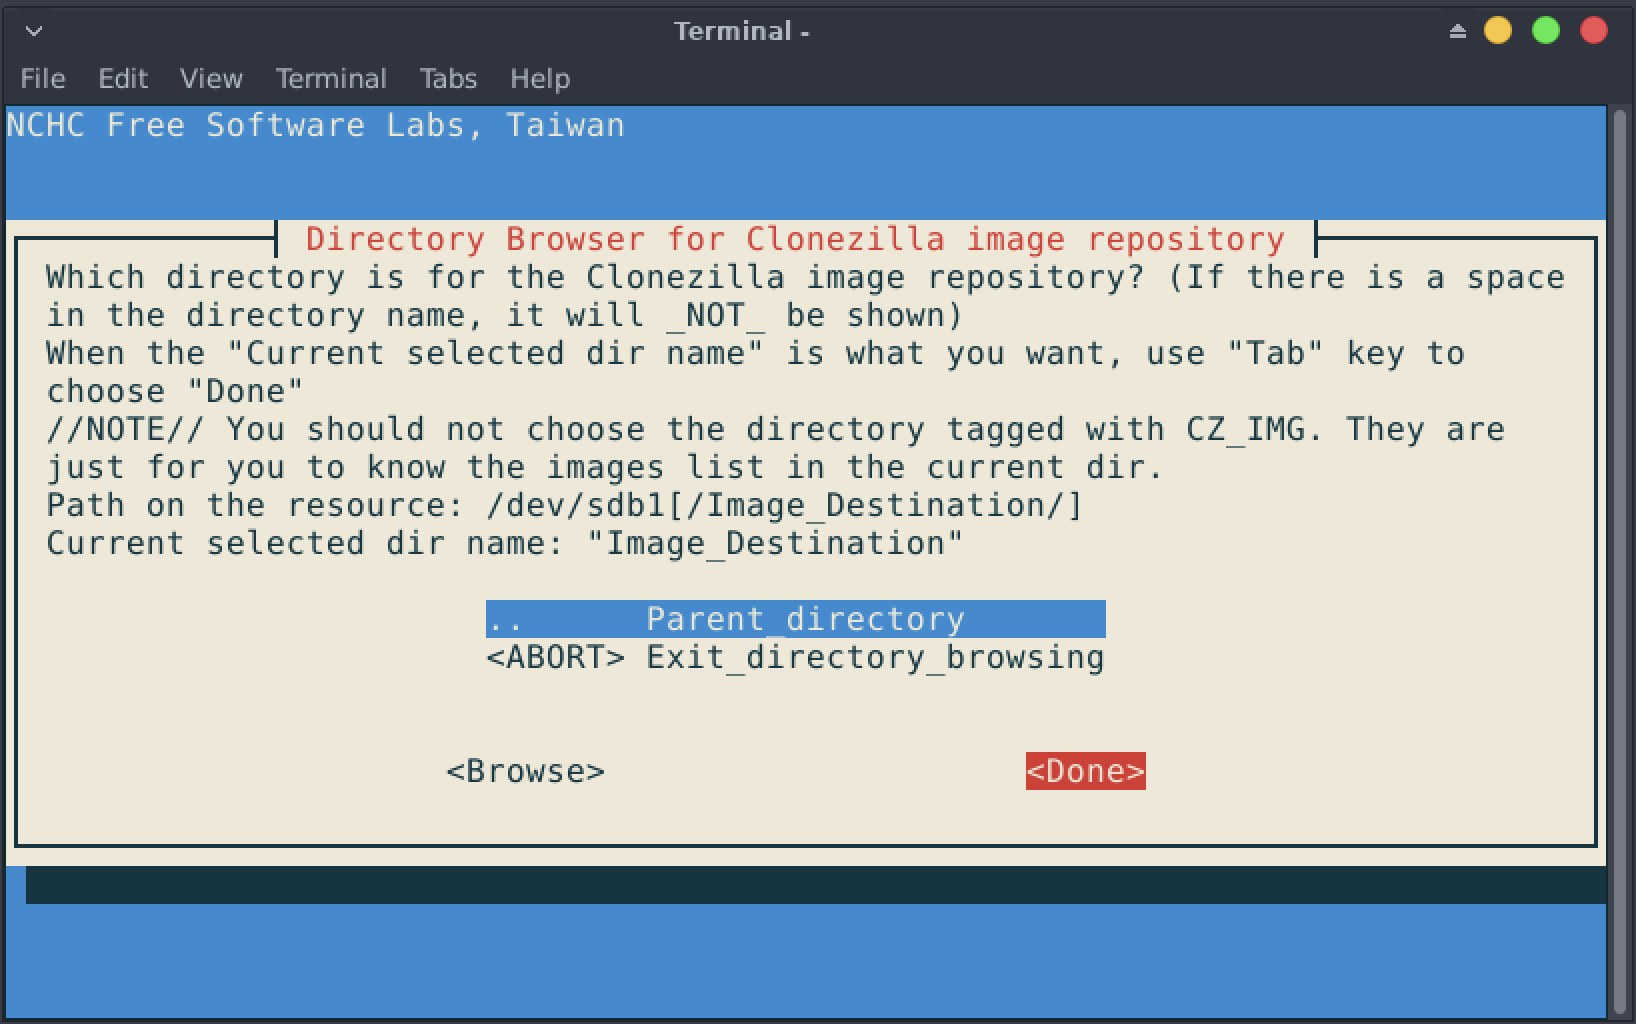 Terminal -
File Edit View Terminal Tabs Help
NCHC Free Software Labs, Taiwan
Directory Browser for Clonezilla image repository
Which directory is for the Clonezilla image repository? (If there is a space
in the directory name, it will _NOT_ be shown)
When the "Current selected dir name" is what you want, use "Tab" key to
choose "Done"
//NOTE// You should not choose the directory tagged with CZ_IMG. They are
just for you to know the images list in the current dir.
Path on the resource: /dev/sdb1[/Image_Destination/]
Current selected dir name: "Image_Destination"
.. Parent_directory
<ABORT> Exit_directory_browsing
<Browse> <Done>